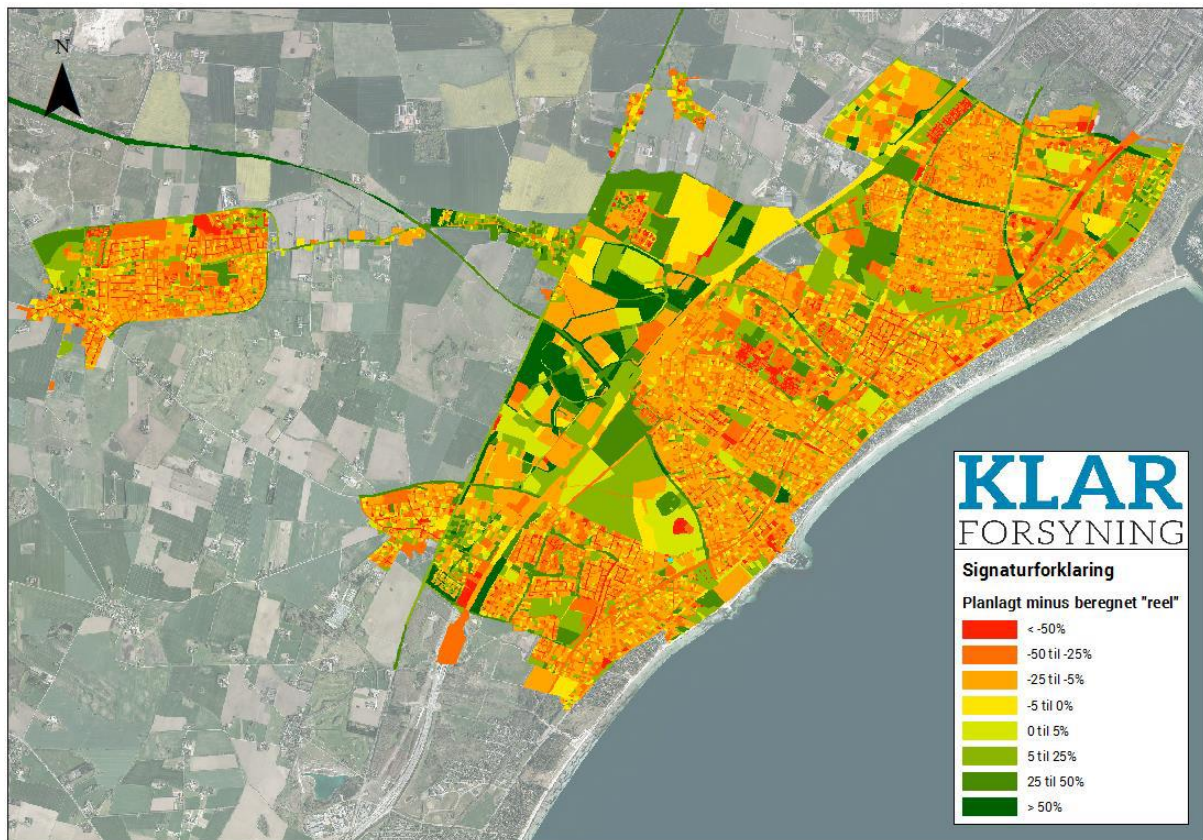 N
KLAR
FORSYNING
Signaturforklaring
Planlagt minus beregnet "reel"
< -50%
-50 til -25%
-25 til -5%
-5 til 0%
0 til 5%
5 til 25%
25 til 50%
> 50%